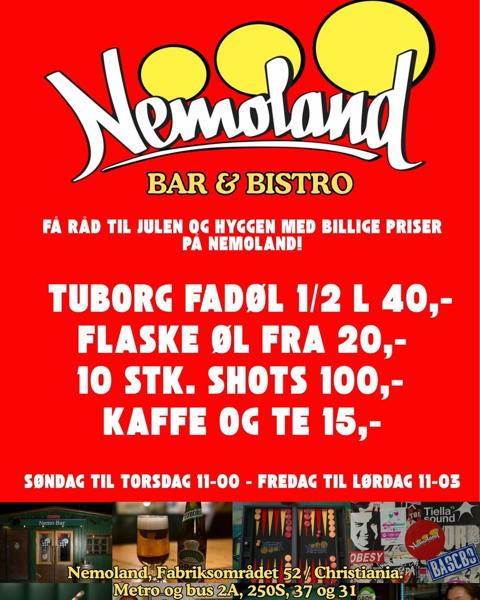 Nemoland
BAR & BISTRO
FÅ RÅD TIL JULEN OG HYGGEN MED BILLIGE PRISER
PÅ NEMOLAND!
TUBORG FADØL 1/2 L 40,-
FLASKE ØL FRA 20,-
10 STK. SHOTS 100,-
KAFFE OG TE 15,-
SØNDAG TIL TORSDAG 11-00 - FREDAG TIL LØRDAG 11-03
Nemo Bar
Tiella
sound
OBESY
BASCO3
Nemoland, Fabriksområdet 52 / Christiania.
Metro og bus 2A, 250S, 37 og 31